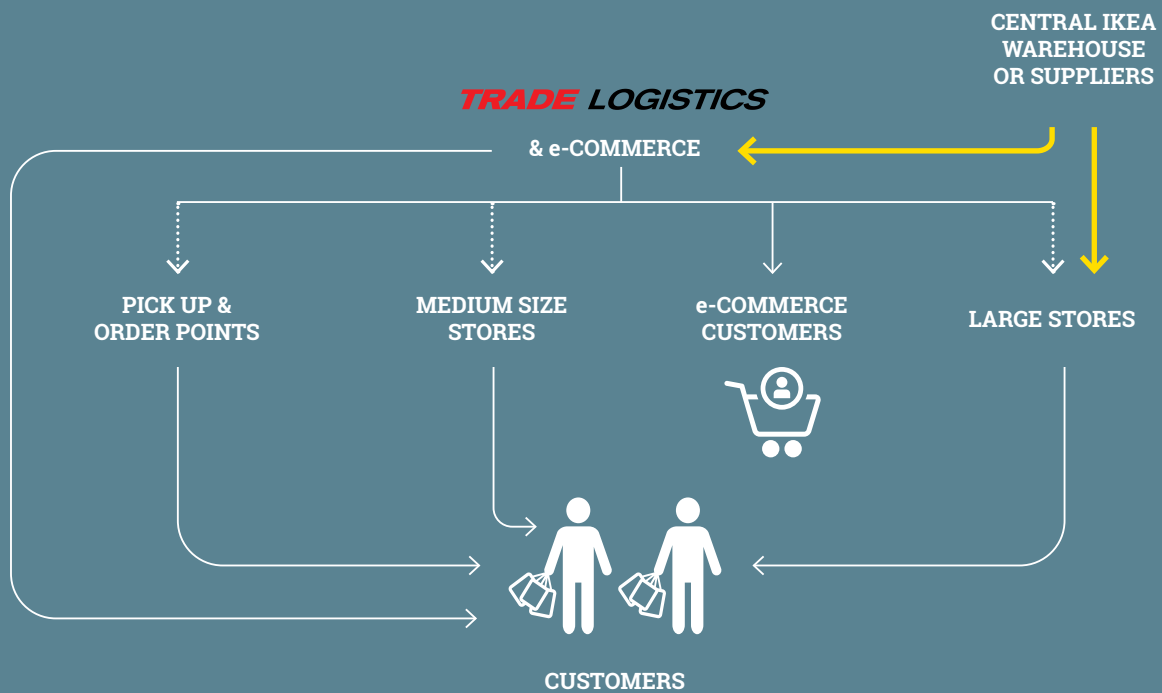 CENTRAL IKEA
WAREHOUSE
OR SUPPLIERS
TRADE LOGISTICS
& e-COMMERCE
PICK UP &
ORDER POINTS
MEDIUM SIZE
STORES
e-COMMERCE
CUSTOMERS
LARGE STORES
CUSTOMERS